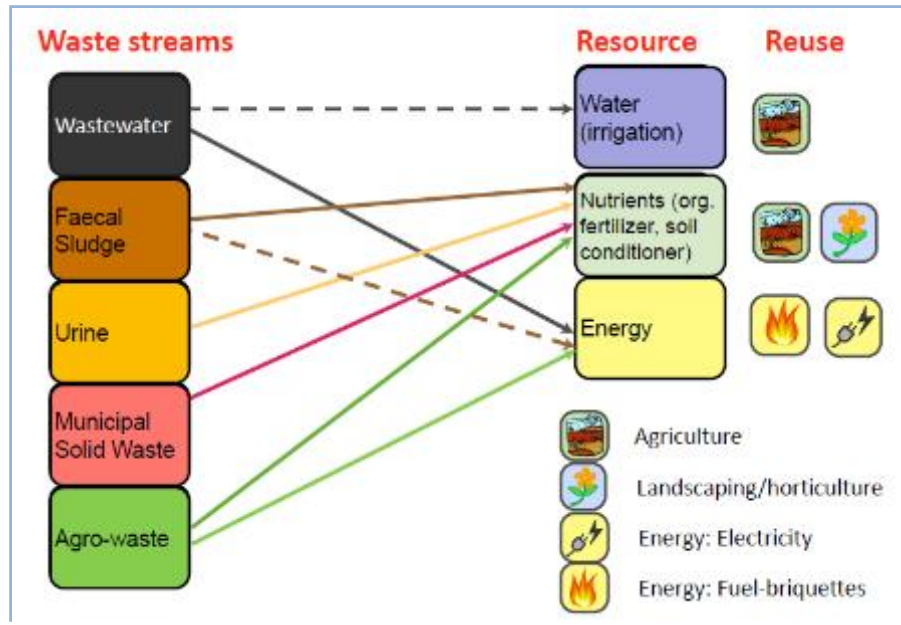 Waste streams
Resource
Reuse
Wastewater
Water
(irrigation)
Faecal
Sludge
Nutrients (org.
fertilizer, soil
conditioner)
Urine
Energy
Municipal
Solid Waste
Agro-waste
Agriculture
Landscaping/horticulture
Energy: Electricity
Energy: Fuel-briquettes